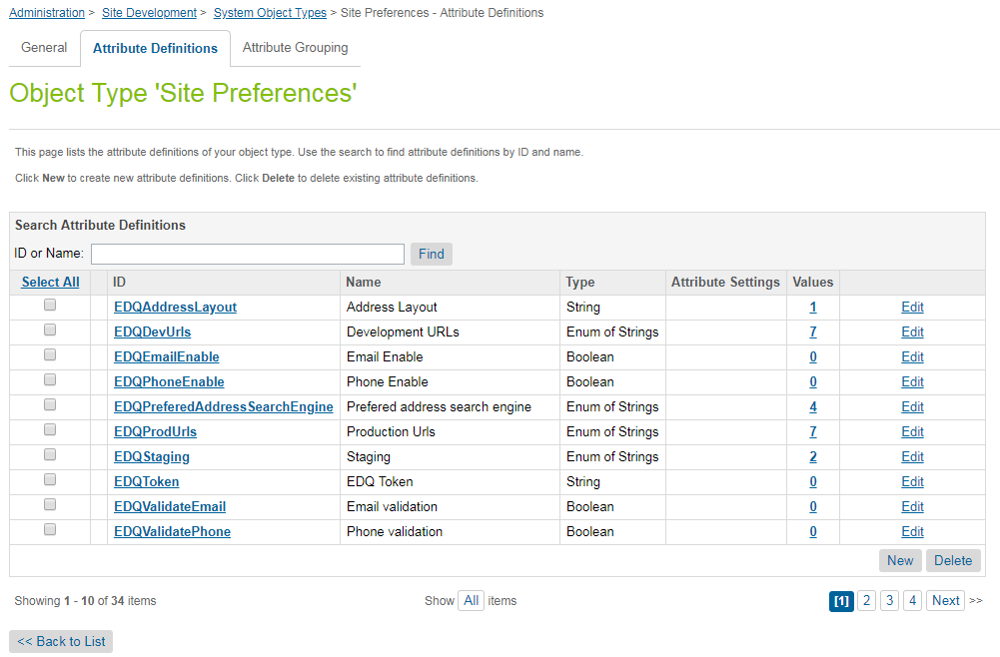 Administration > Site Development > System Object Types > Site Preferences - Attribute Definitions
General Attribute Definitions Attribute Grouping
Object Type 'Site Preferences'
This page lists the attribute definitions of your object type. Use the search to find attribute definitions by ID and name.
Click New to create new attribute definitions. Click Delete to delete existing attribute definitions.
Search Attribute Definitions
ID or Name: Find
Select All ID Name Type Attribute Settings Values
EDQAddressLayout Address Layout String 1 Edit
EDQDevUrls Development URLs Enum of Strings 7 Edit
EDQEmailEnable Email Enable Boolean 0 Edit
EDQPhoneEnable Phone Enable Boolean 0 Edit
EDQPreferedAddressSearchEngine Prefered address search engine Enum of Strings 4 Edit
EDQProdUrls Production Urls Enum of Strings 7 Edit
EDQStaging Staging Enum of Strings 2 Edit
EDQToken EDQ Token String 0 Edit
EDQValidateEmail Email validation Boolean 0 Edit
EDQValidatePhone Phone validation Boolean 0 Edit
New Delete
Showing 1 - 10 of 34 items Show All items [1] 2 3 4 Next >>
<< Back to List